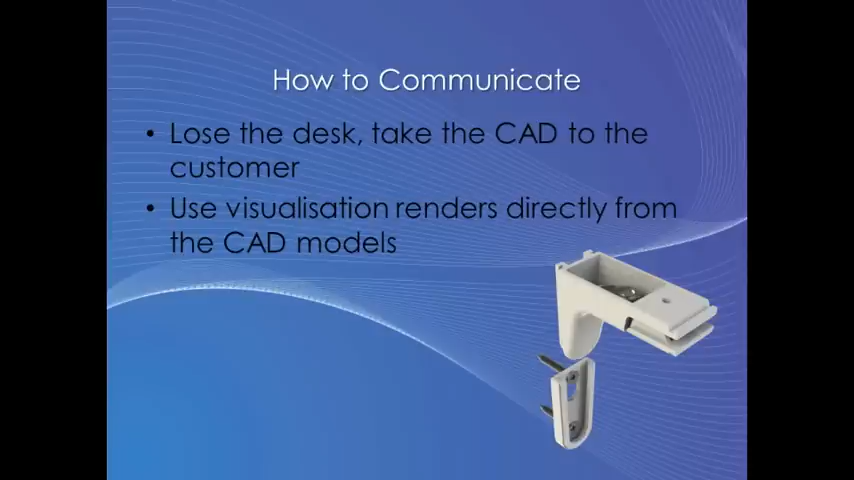 How to Communicate
• Lose the desk, take the CAD to the
customer
• Use visualisation renders directly from
the CAD models